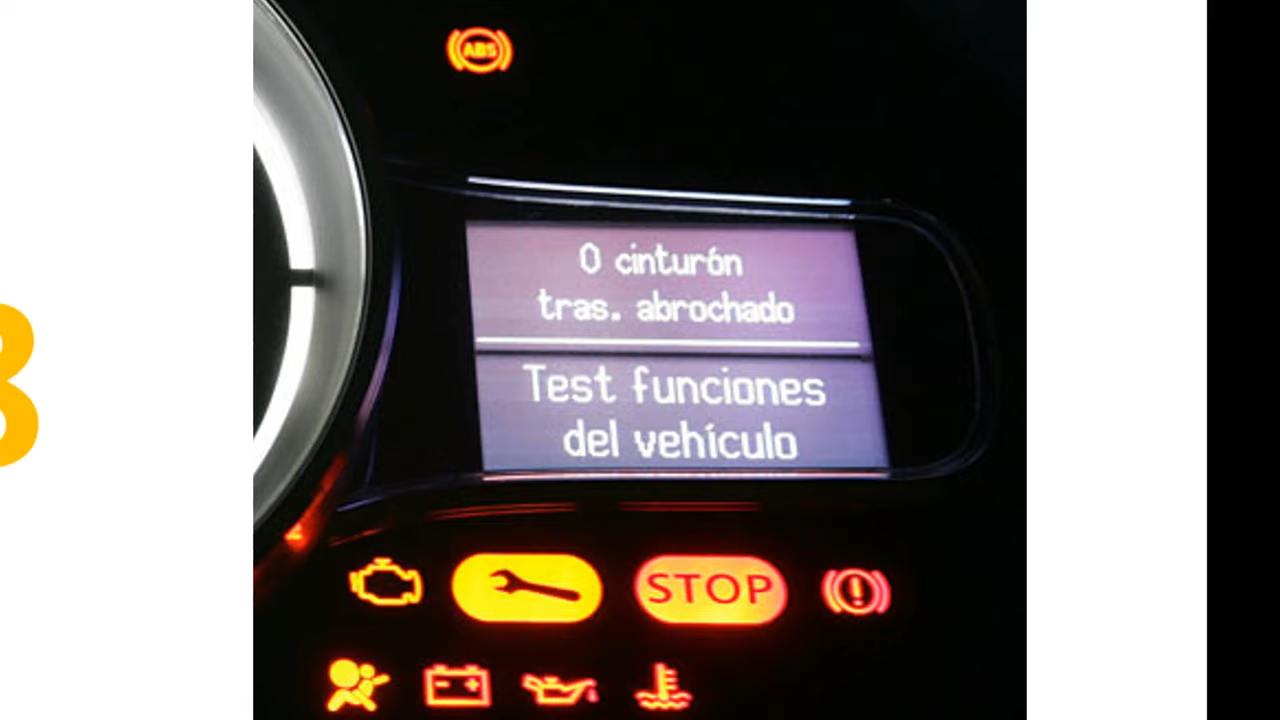 ABS
0 cinturón
tras. abrochado
Test funciones
del vehículo
STOP